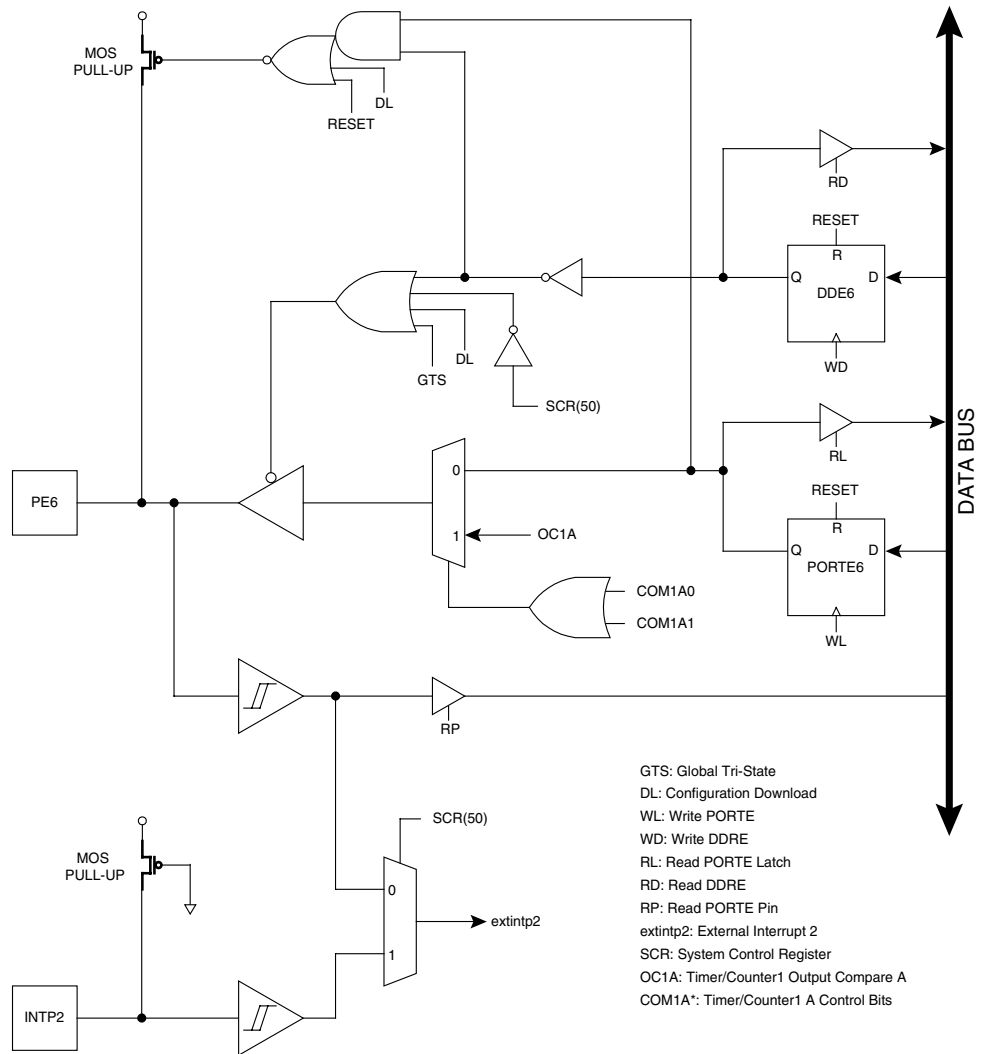 MOS
PULL-UP
DL
RESET
RD
RESET
R
Q
D
DDE6
WD
DL
GTS
SCR(50)
RL
DATA BUS
0
PE6
RESET
R
1
OC1A
Q
D
PORTE6
COM1A0
COM1A1
WL
RP
GTS: Global Tri-State
DL: Configuration Download
WL: Write PORTE
WD: Write DDRE
RL: Read PORTE Latch
RD: Read DDRE
RP: Read PORTE Pin
extintp2: External Interrupt 2
SCR: System Control Register
OC1A: Timer/Counter1 Output Compare A
COM1A*: Timer/Counter1 A Control Bits
SCR(50)
MOS
PULL-UP
0
extintp2
1
INTP2